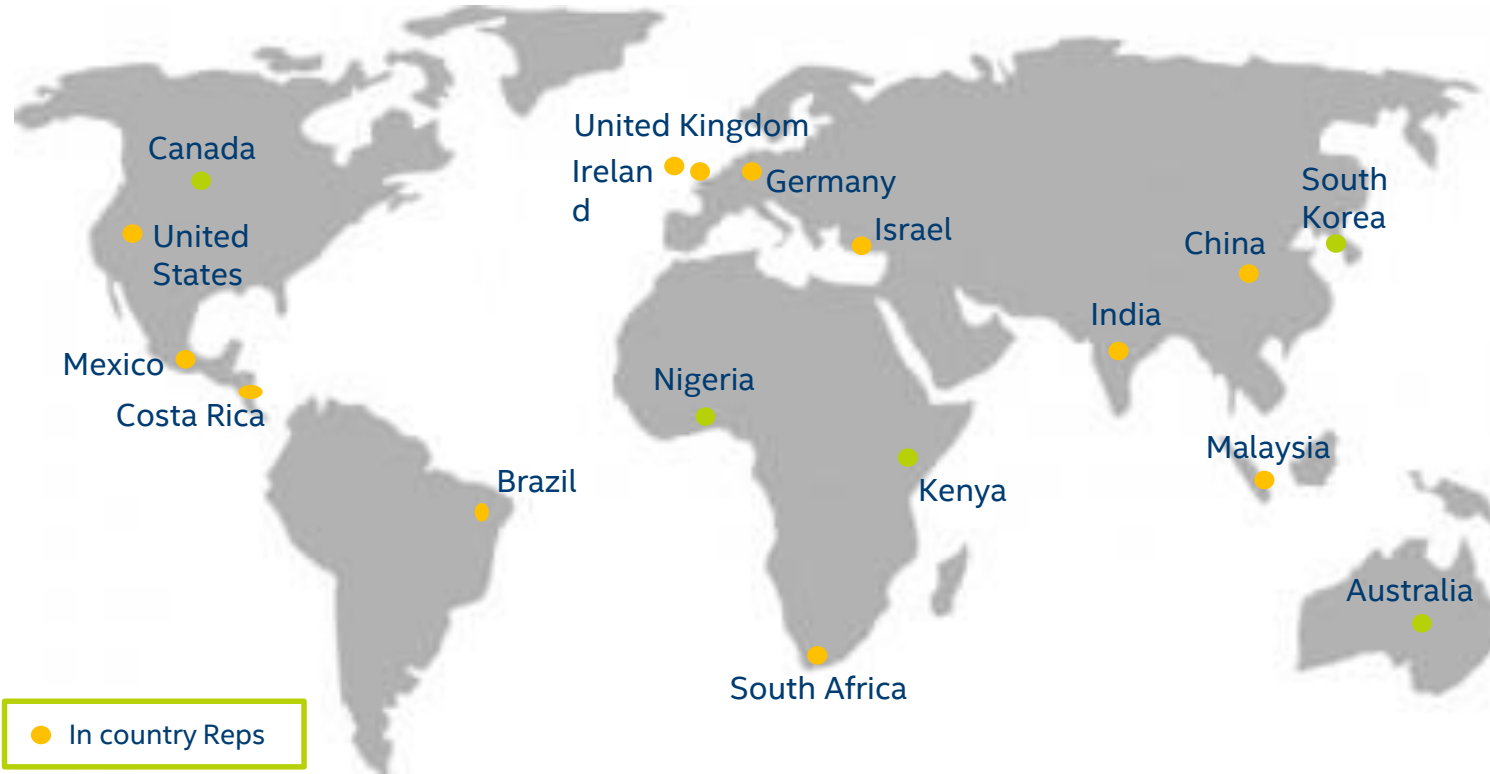 United Kingdom
Canada
Irelan
d
Germany
South
Korea
United
States
Israel
China
India
Mexico
Nigeria
Costa Rica
Malaysia
Brazil
Kenya
Australia
South Africa
In country Reps